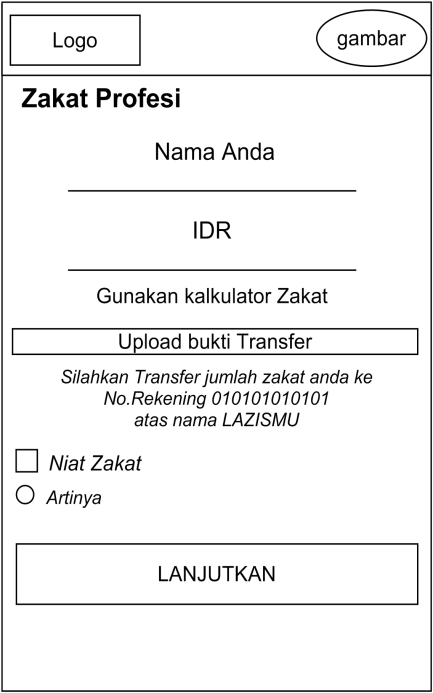 Logo
gambar
Zakat Profesi
Nama Anda
IDR
Gunakan kalkulator Zakat
Upload bukti Transfer
Silahkan Transfer jumlah zakat anda ke
No.Rekening 010101010101
atas nama LAZISMU
Niat Zakat
Artinya
LANJUTKAN